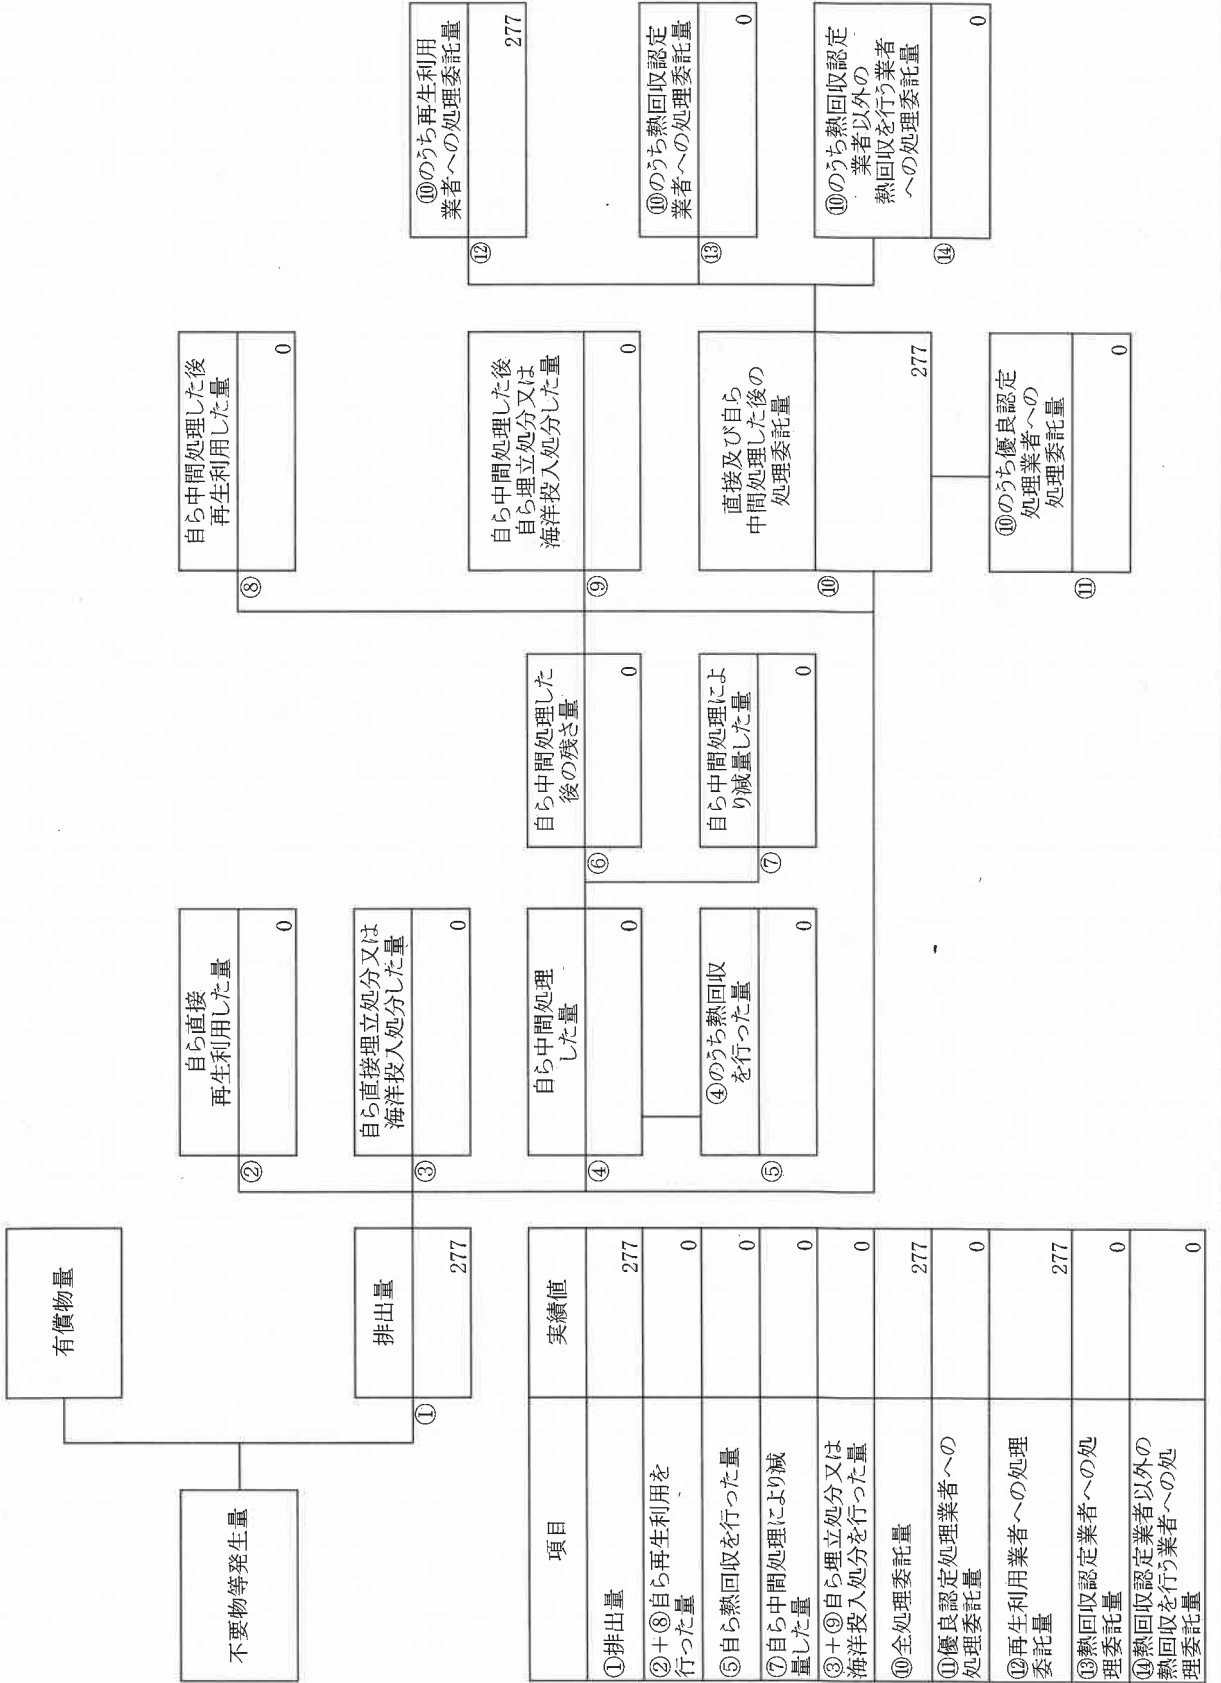 不要物等発生量
有償物量
①
排出量
277
②
自ら直接
再生利用した量
0
③
自ら直接埋立処分又は
海洋投入処分した量
0
④
自ら中間処理
した量
0
⑤
④のうち熱回収
を行った量
0
⑥
自ら中間処理した
後の残さ量
0
⑦
自ら中間処理によ
り減量した量
0
⑧
自ら中間処理した後
再生利用した量
0
⑨
自ら中間処理した後
自ら埋立処分又は
海洋投入処分した量
0
⑩
直接及び自ら
中間処理した後の
処理委託量
277
⑪
⑩のうち優良認定
処理業者への
処理委託量
0
⑫
⑩のうち再生利用
業者への処理委託量
277
⑬
⑩のうち熱回収認定
業者への処理委託量
0
⑭
⑩のうち熱回収認定
業者以外の
熱回収を行う業者
への処理委託量
0
項目 実績値
①排出量 277
②+⑧自ら再生利用を
行った量 0
⑤自ら熱回収を行った量 0
⑦自ら中間処理により減
量した量 0
③+⑨自ら埋立処分又は
海洋投入処分を行った量 0
⑩全処理委託量 277
⑪優良認定処理業者への
処理委託量 0
⑫再生利用業者への処理
委託量 277
⑬熱回収認定業者への処
理委託量 0
⑭熱回収認定業者以外の
熱回収を行う業者への処
理委託量 0